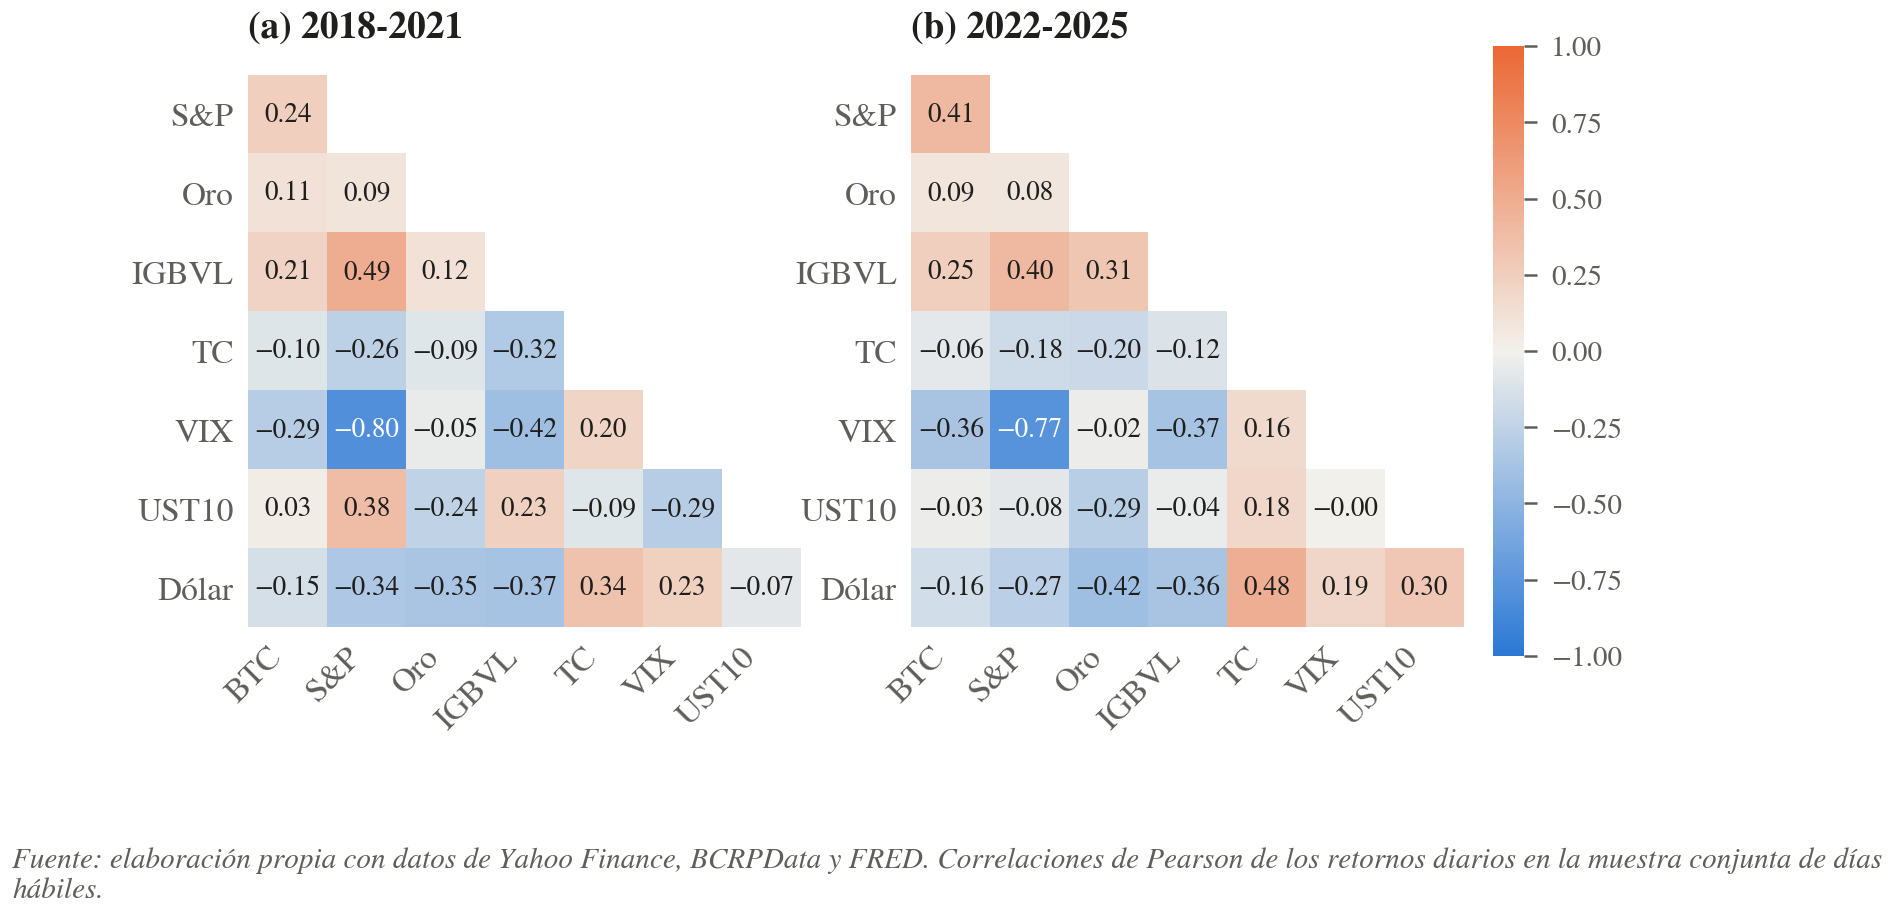 (a) 2018-2021
S&P 0.24
Oro 0.11 0.09
IGBVL 0.21 0.49 0.12
TC −0.10 −0.26 −0.09 −0.32
VIX −0.29 −0.80 −0.05 −0.42 0.20
UST10 0.03 0.38 −0.24 0.23 −0.09 −0.29
Dólar −0.15 −0.34 −0.35 −0.37 0.34 0.23 −0.07
BTC S&P Oro IGBVL TC VIX UST10
(b) 2022-2025
S&P 0.41
Oro 0.09 0.08
IGBVL 0.25 0.40 0.31
TC −0.06 −0.18 −0.20 −0.12
VIX −0.36 −0.77 −0.02 −0.37 0.16
UST10 −0.03 −0.08 −0.29 −0.04 0.18 −0.00
Dólar −0.16 −0.27 −0.42 −0.36 0.48 0.19 0.30
BTC S&P Oro IGBVL TC VIX UST10
1.00
0.75
0.50
0.25
0.00
−0.25
−0.50
−0.75
−1.00
Fuente: elaboración propia con datos de Yahoo Finance, BCRPData y FRED. Correlaciones de Pearson de los retornos diarios en la muestra conjunta de días
hábiles.